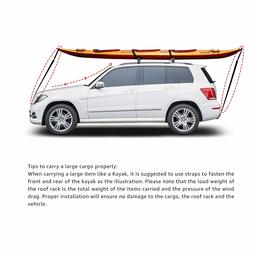 Tips to carry a large cargo properly:
When carrying a large item like a Kayak, it is suggested to use straps to fasten the
front and rear of the kayak as the illustration. Please note that the load weight of
the roof rack is the total weight of the items carried and the pressure of the wind
drag. Proper installation will ensure no damage to the cargo, the roof rack and the
vehicle.